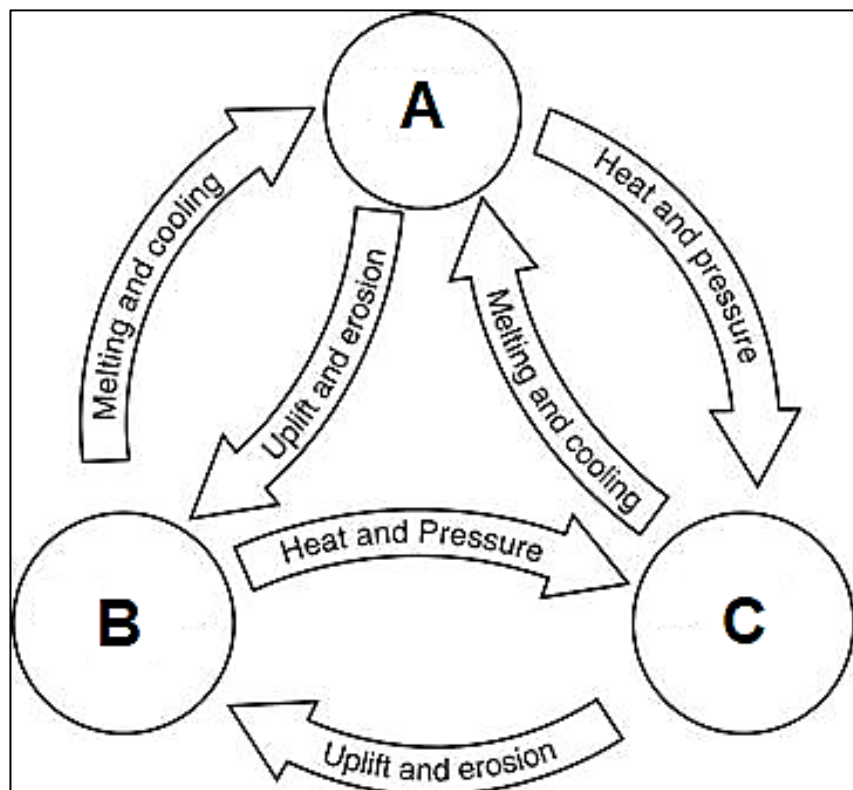 A
Heat and pressure
Melting and cooling
Uplift and erosion
Melting and cooling
Heat and Pressure
B
C
Uplift and erosion